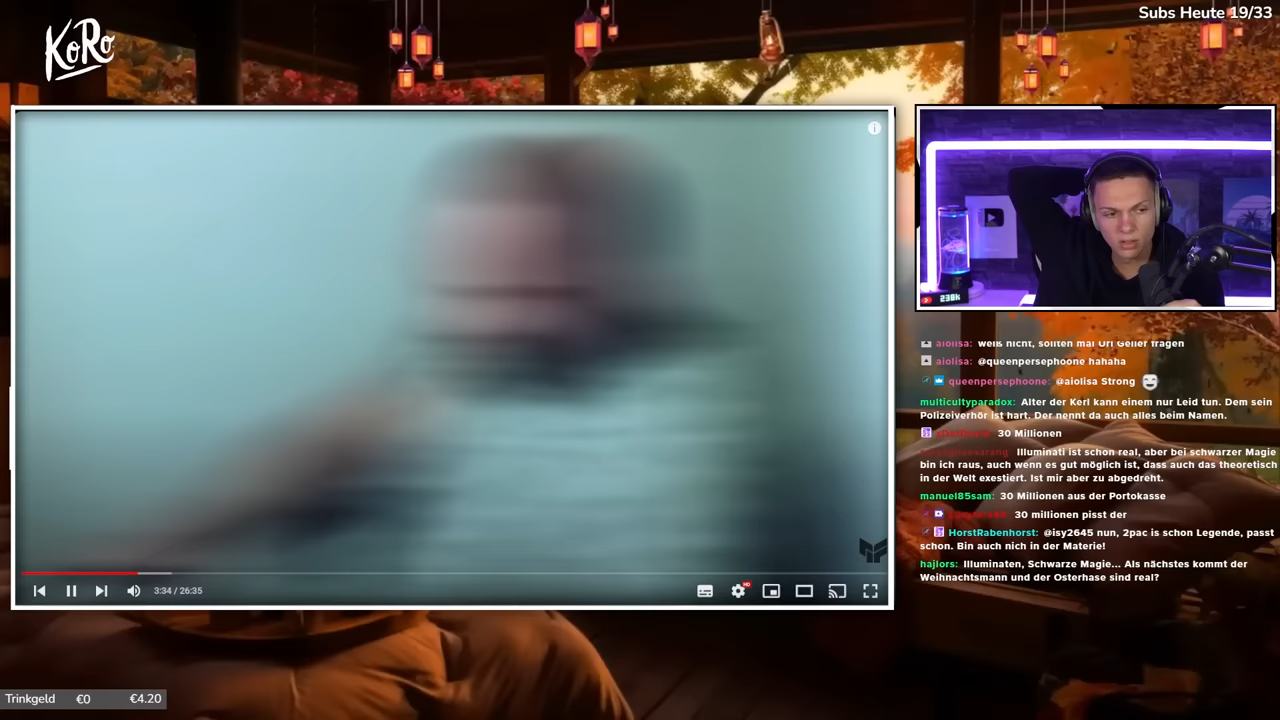 Subs Heute 19/33
KoRo
238k
aiolisa: weiß nicht, sollten mal Uri Geller fragen
aiolisa: @queenpersephoone hahaha
queenpersephoone: @aiolisa Strong
multicultyparadox: Alter der Kerl kann einem nur Leid tun. Dem sein
Polizeiverhör ist hart. Der nennt da auch alles beim Namen.
30 Millionen
Illuminati ist schon real, aber bei schwarzer Magie
bin ich raus, auch wenn es gut möglich ist, dass auch das theoretisch
in der Welt exestiert. Ist mir aber zu abgedreht.
manuel85sam: 30 Millionen aus der Portokasse
30 millionen pisst der
HorstRabenhorst: @isy2645 nun, 2pac is schon Legende, passt
schon. Bin auch nich in der Materie!
hajlors: Illuminaten, Schwarze Magie... Als nächstes kommt der
Weihnachtsmann und der Osterhase sind real?
HD
3:34 / 26:35
Trinkgeld €0 €4.20